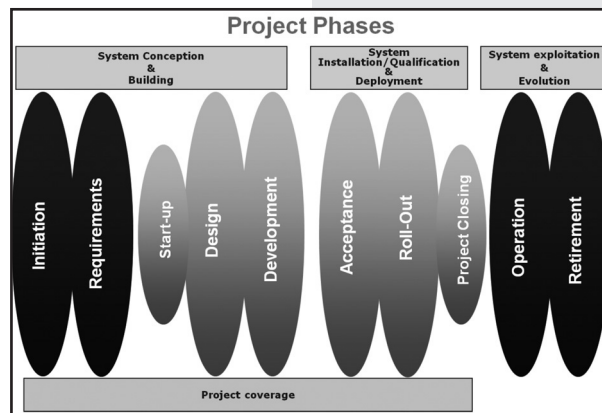 Project Phases
System Conception
&
Building
System
Installation/Qualification
&
Deployment
System exploitation
&
Evolution
Initiation
Requirements
Start-up
Design
Development
Acceptance
Roll-Out
Project Closing
Operation
Retirement
Project coverage